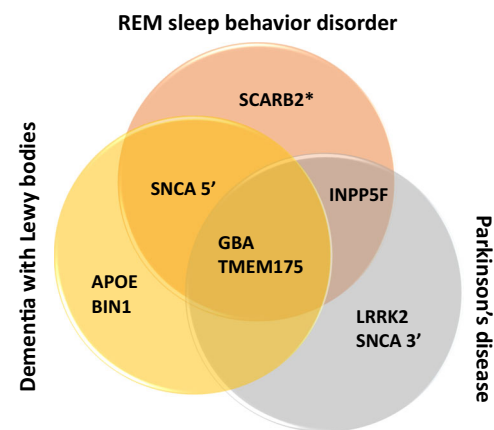 REM sleep behavior disorder
SCARB2*
Dementia with Lewy bodies
SNCA 5’
INPP5F
GBA
TMEM175
Parkinson’s disease
APOE
BIN1
LRRK2
SNCA 3’